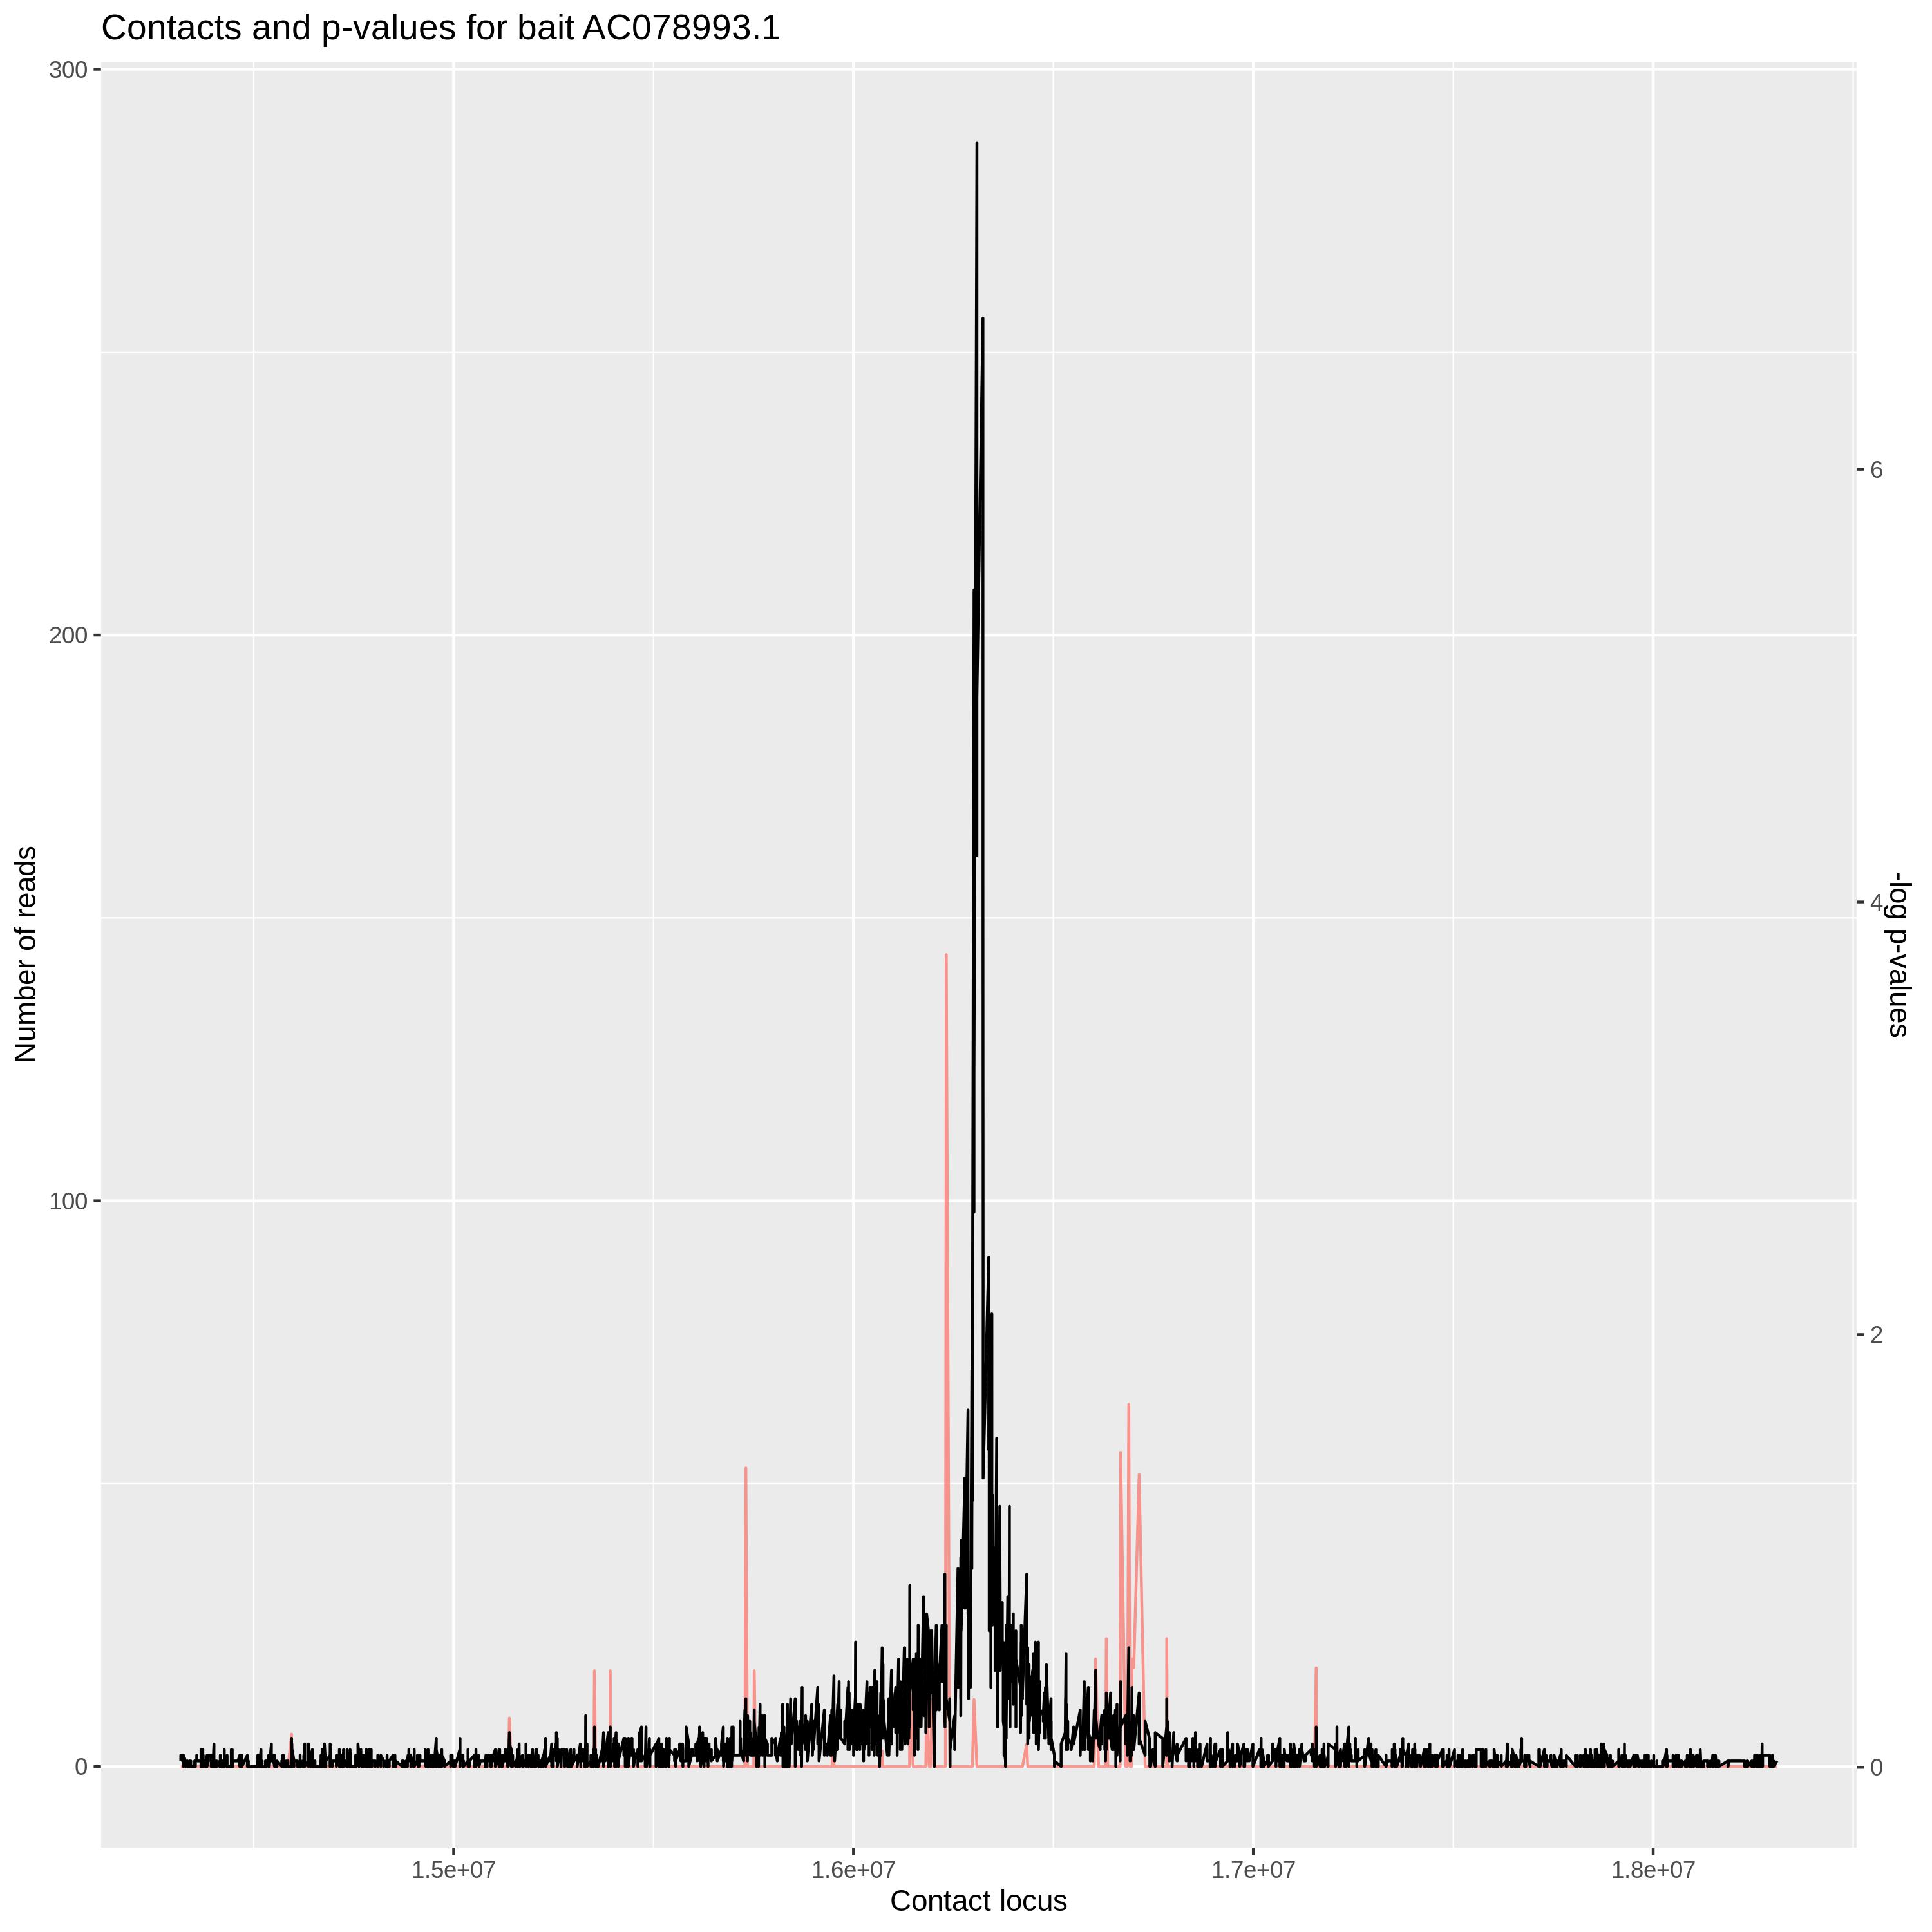 Contacts and p-values for bait AC078993.1
300
200
100
0
Number of reads
6
4
2
0
-log p-values
1.5e+07
1.6e+07
1.7e+07
1.8e+07
Contact locus